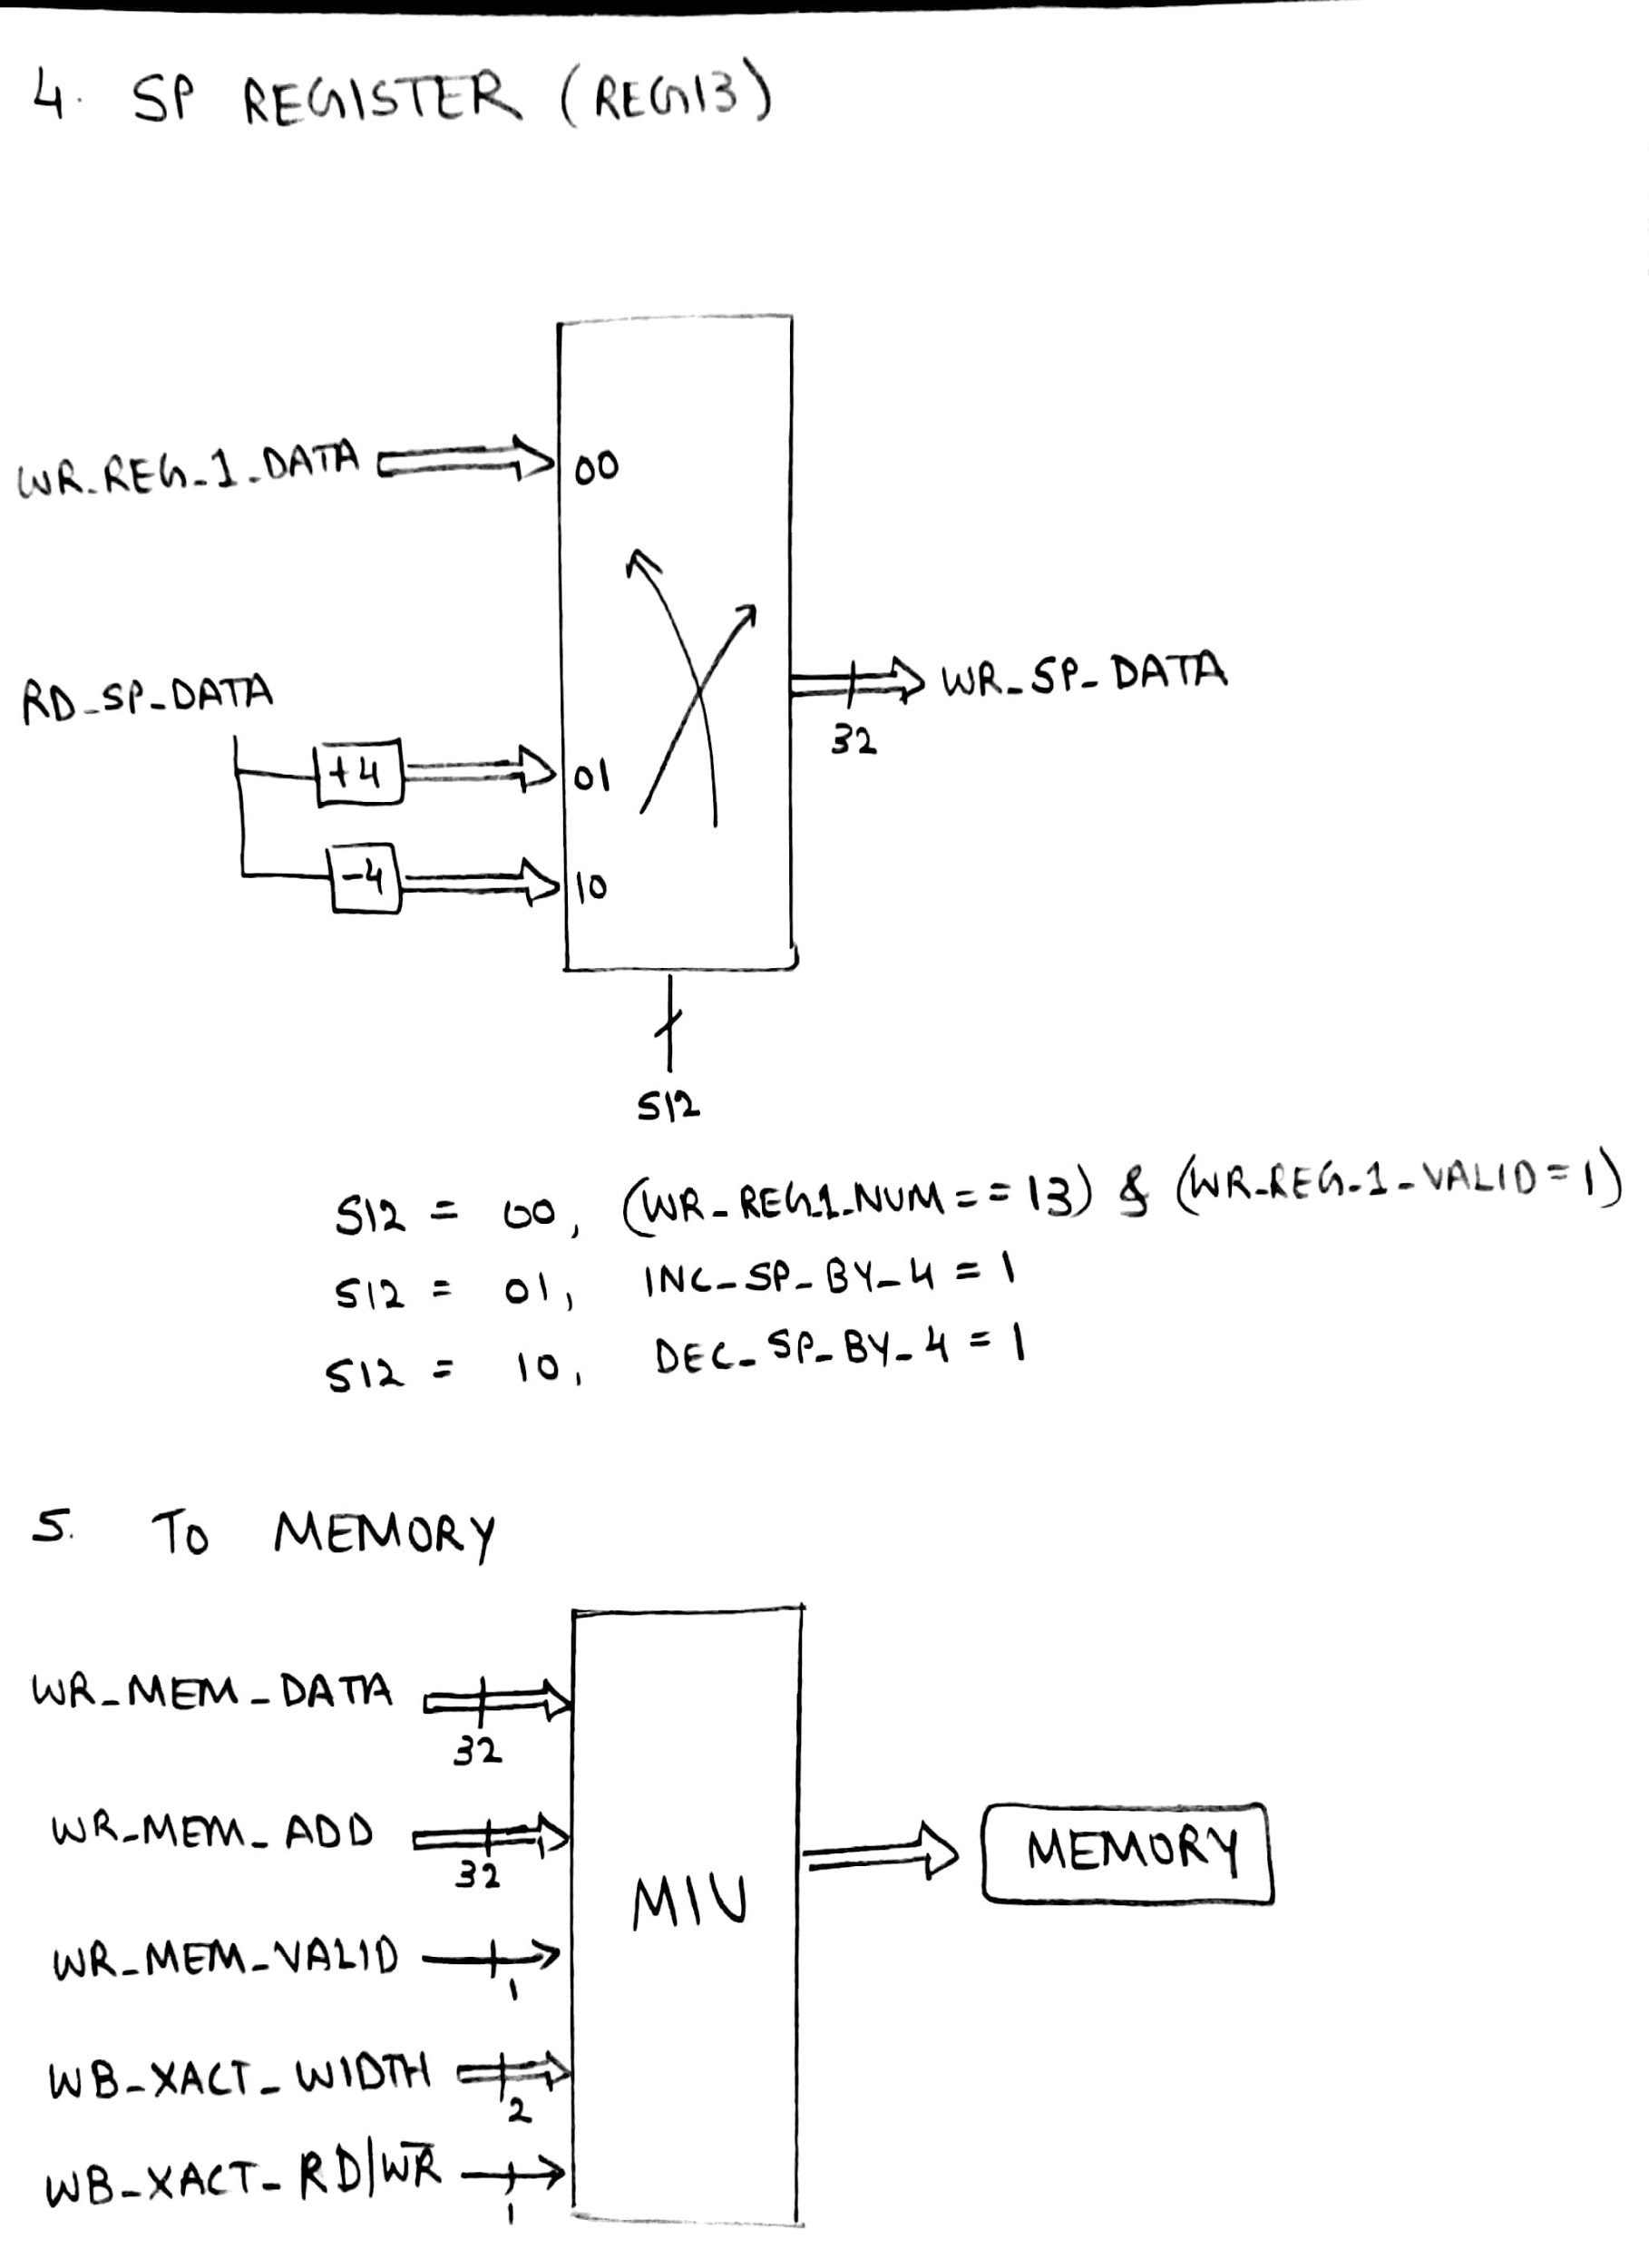 4. SP REGISTER (REG13)
WR_REG_1_DATA
00
RD_SP_DATA
+4
01
-4
10
WR_SP_DATA
32
S12
S12 = 00, (WR_REG_1_NUM == 13) & (WR_REG_1_VALID=1)
S12 = 01, INC_SP_BY_4 = 1
S12 = 10, DEC_SP_BY_4 = 1
5. TO MEMORY
WR_MEM_DATA
32
WR_MEM_ADD
32
WR_MEM_VALID
1
WB_XACT_WIDTH
2
WB_XACT_RD|W̅R̅
1
MIU
MEMORY